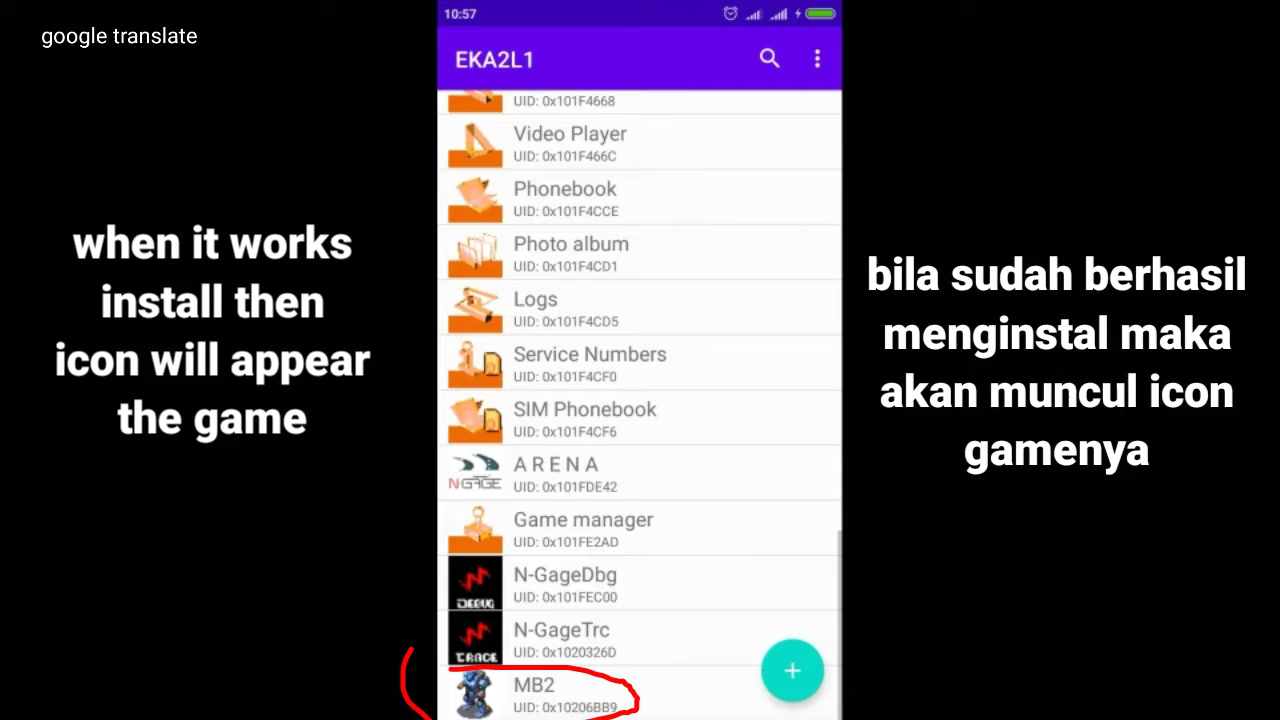 google translate
when it works
install then
icon will appear
the game
10:57
EKA2L1
UID: 0x101F4668
Video Player
UID: 0x101F466C
Phonebook
UID: 0x101F4CCE
Photo album
UID: 0x101F4CD1
Logs
UID: 0x101F4CD5
Service Numbers
UID: 0x101F4CF0
SIM Phonebook
UID: 0x101F4CF6
NGAGE
A R E N A
UID: 0x101FDE42
Game manager
UID: 0x101FE2AD
DEBUG
N-GageDbg
UID: 0x101FEC00
TRACE
N-GageTrc
UID: 0x1020326D
MB2
UID: 0x10206BB9
bila sudah berhasil
menginstal maka
akan muncul icon
gamenya